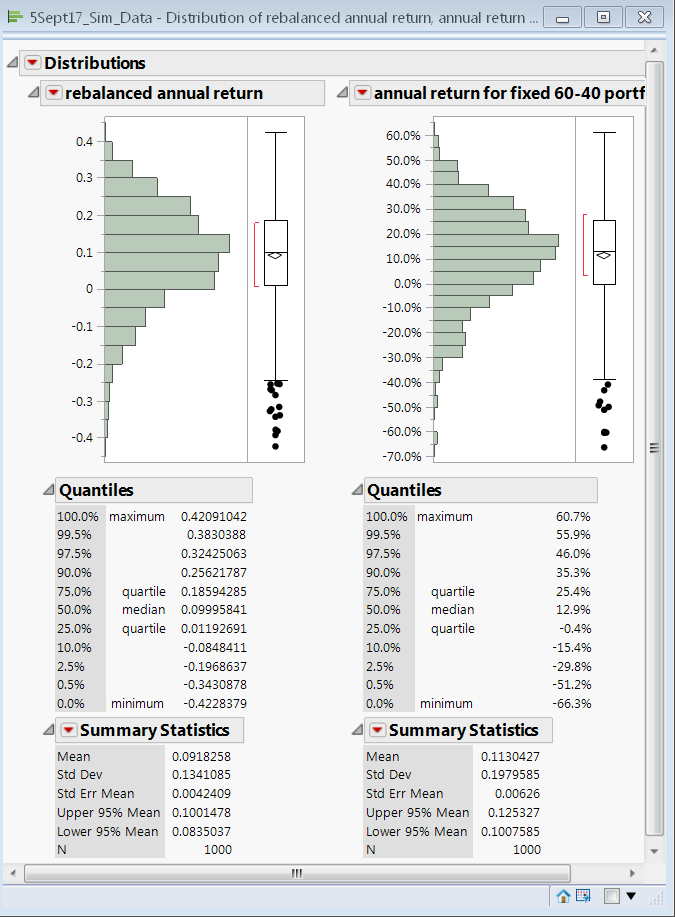 5Sept17_Sim_Data - Distribution of rebalanced annual return, annual return ...
Distributions
rebalanced annual return
0.4
0.3
0.2
0.1
0
-0.1
-0.2
-0.3
-0.4
Quantiles
100.0% maximum 0.42091042
99.5% 0.3830388
97.5% 0.32425063
90.0% 0.25621787
75.0% quartile 0.18594285
50.0% median 0.09995841
25.0% quartile 0.01192691
10.0% -0.0848411
2.5% -0.1968637
0.5% -0.3430878
0.0% minimum -0.4228379
Summary Statistics
Mean 0.0918258
Std Dev 0.1341085
Std Err Mean 0.0042409
Upper 95% Mean 0.1001478
Lower 95% Mean 0.0835037
N 1000
annual return for fixed 60-40 portf
60.0%
50.0%
40.0%
30.0%
20.0%
10.0%
0.0%
-10.0%
-20.0%
-30.0%
-40.0%
-50.0%
-60.0%
-70.0%
Quantiles
100.0% maximum 60.7%
99.5% 55.9%
97.5% 46.0%
90.0% 35.3%
75.0% quartile 25.4%
50.0% median 12.9%
25.0% quartile -0.4%
10.0% -15.4%
2.5% -29.8%
0.5% -51.2%
0.0% minimum -66.3%
Summary Statistics
Mean 0.1130427
Std Dev 0.1979585
Std Err Mean 0.00626
Upper 95% Mean 0.125327
Lower 95% Mean 0.1007585
N 1000